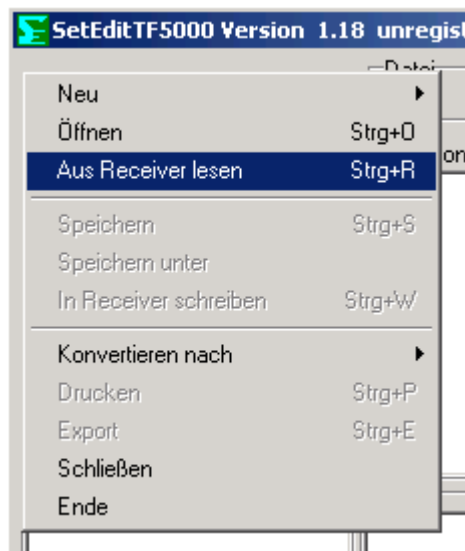 SetEditTF5000 Version 1.18 unregist
Datei
Neu
Öffnen Strg+O
Aus Receiver lesen Strg+R
Speichern Strg+S
Speichern unter
In Receiver schreiben Strg+W
Konvertieren nach
Drucken Strg+P
Export Strg+E
Schließen
Ende
on